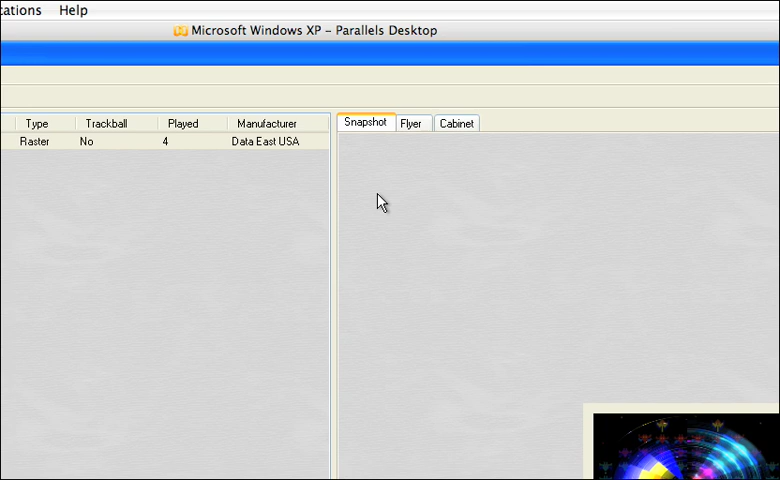 cations Help
Microsoft Windows XP – Parallels Desktop
Type Trackball Played Manufacturer
Raster No 4 Data East USA
Snapshot Flyer Cabinet